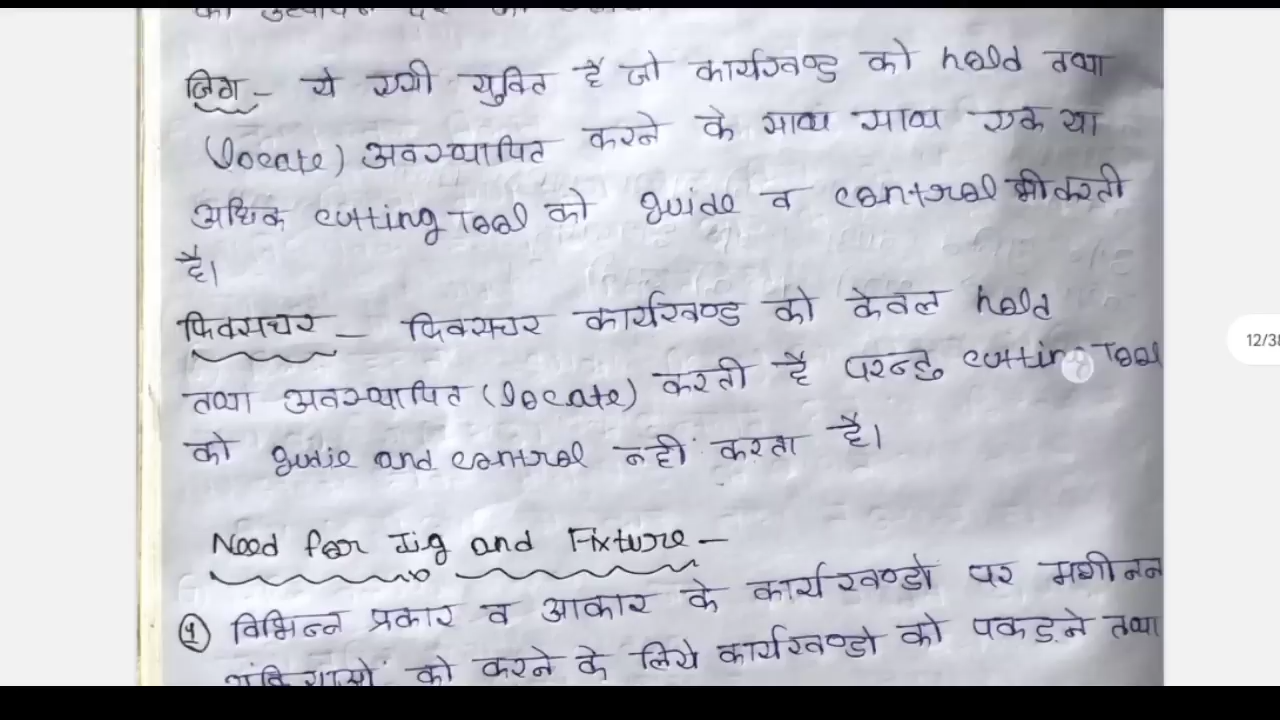 जिग - ये एसी युक्ति है जो कार्यखण्ड को hold तथा
(locate) अवस्थापित करने के साथ साथ एक या
अधिक cutting Tool को guide व control भी करती
है।
फिक्सचर - फिक्सचर कार्यखण्ड को केवल hold
तथा अवस्थापित (locate) करती है परन्तु cutting Tool
को guide and control नही करता है।
Need for Jig and Fixture -
(1) विभिन्न प्रकार व आकार के कार्यखण्डो पर मशीनन
को करने के लिये कार्यखण्डो को पकड़ने तथा
12/38